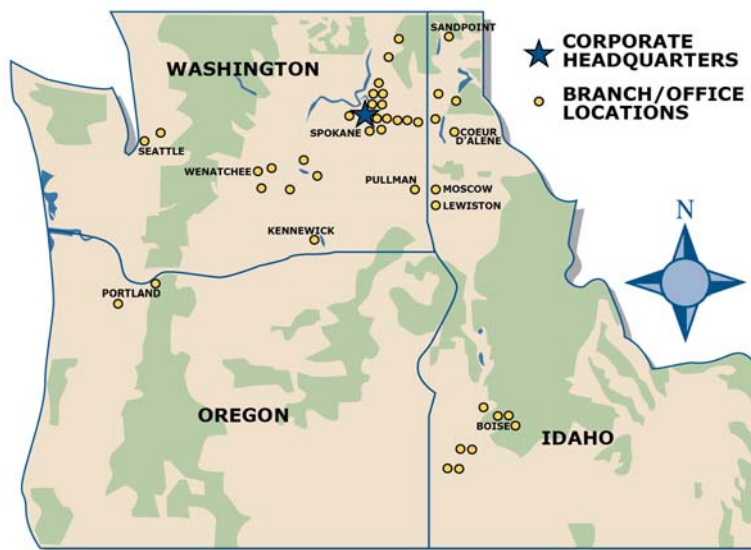 SANDPOINT
CORPORATE
HEADQUARTERS
WASHINGTON
BRANCH/OFFICE
LOCATIONS
SPOKANE
COEUR
D'ALENE
SEATTLE
WENATCHEE
PULLMAN
MOSCOW
LEWISTON
N
KENNEWICK
PORTLAND
OREGON
BOISE
IDAHO